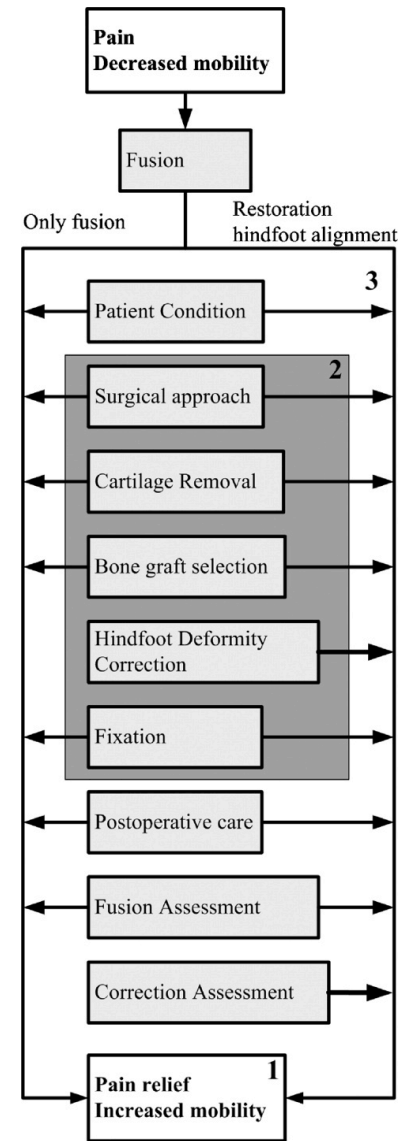 Pain
Decreased mobility
Fusion
Only fusion
Restoration
hindfoot alignment
3
Patient Condition
2
Surgical approach
Cartilage Removal
Bone graft selection
Hindfoot Deformity
Correction
Fixation
Postoperative care
Fusion Assessment
Correction Assessment
1
Pain relief
Increased mobility